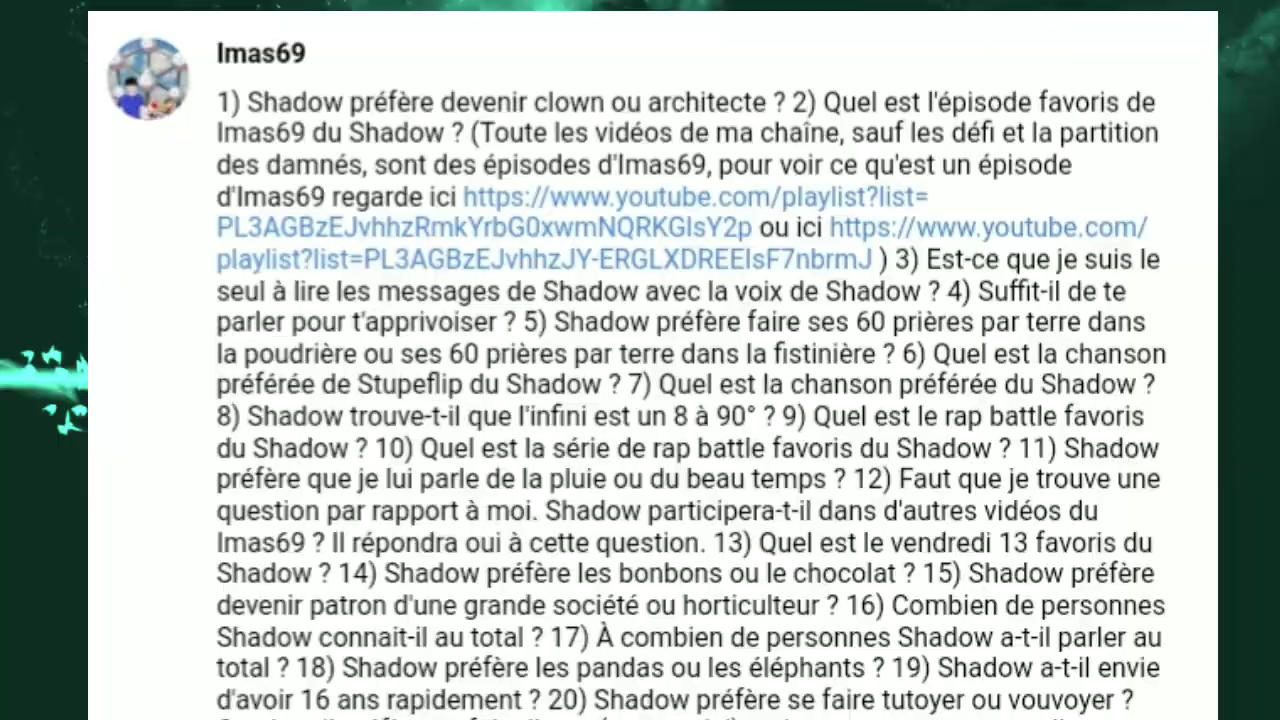 Imas69
1) Shadow préfère devenir clown ou architecte ? 2) Quel est l'épisode favoris de
Imas69 du Shadow ? (Toute les vidéos de ma chaîne, sauf les défi et la partition
des damnés, sont des épisodes d'Imas69, pour voir ce qu'est un épisode
d'Imas69 regarde ici https://www.youtube.com/playlist?list=
PL3AGBzEJvhhzRmkYrbG0xwmNQRKGlsY2p ou ici https://www.youtube.com/
playlist?list=PL3AGBzEJvhhzJY-ERGLXDREElsF7nbrmJ ) 3) Est-ce que je suis le
seul à lire les messages de Shadow avec la voix de Shadow ? 4) Suffit-il de te
parler pour t'apprivoiser ? 5) Shadow préfère faire ses 60 prières par terre dans
la poudrière ou ses 60 prières par terre dans la fistinière ? 6) Quel est la chanson
préférée de Stupeflip du Shadow ? 7) Quel est la chanson préférée du Shadow ?
8) Shadow trouve-t-il que l'infini est un 8 à 90° ? 9) Quel est le rap battle favoris
du Shadow ? 10) Quel est la série de rap battle favoris du Shadow ? 11) Shadow
préfère que je lui parle de la pluie ou du beau temps ? 12) Faut que je trouve une
question par rapport à moi. Shadow participera-t-il dans d'autres vidéos du
Imas69 ? Il répondra oui à cette question. 13) Quel est le vendredi 13 favoris du
Shadow ? 14) Shadow préfère les bonbons ou le chocolat ? 15) Shadow préfère
devenir patron d'une grande société ou horticulteur ? 16) Combien de personnes
Shadow connait-il au total ? 17) À combien de personnes Shadow a-t-il parler au
total ? 18) Shadow préfère les pandas ou les éléphants ? 19) Shadow a-t-il envie
d'avoir 16 ans rapidement ? 20) Shadow préfère se faire tutoyer ou vouvoyer ?